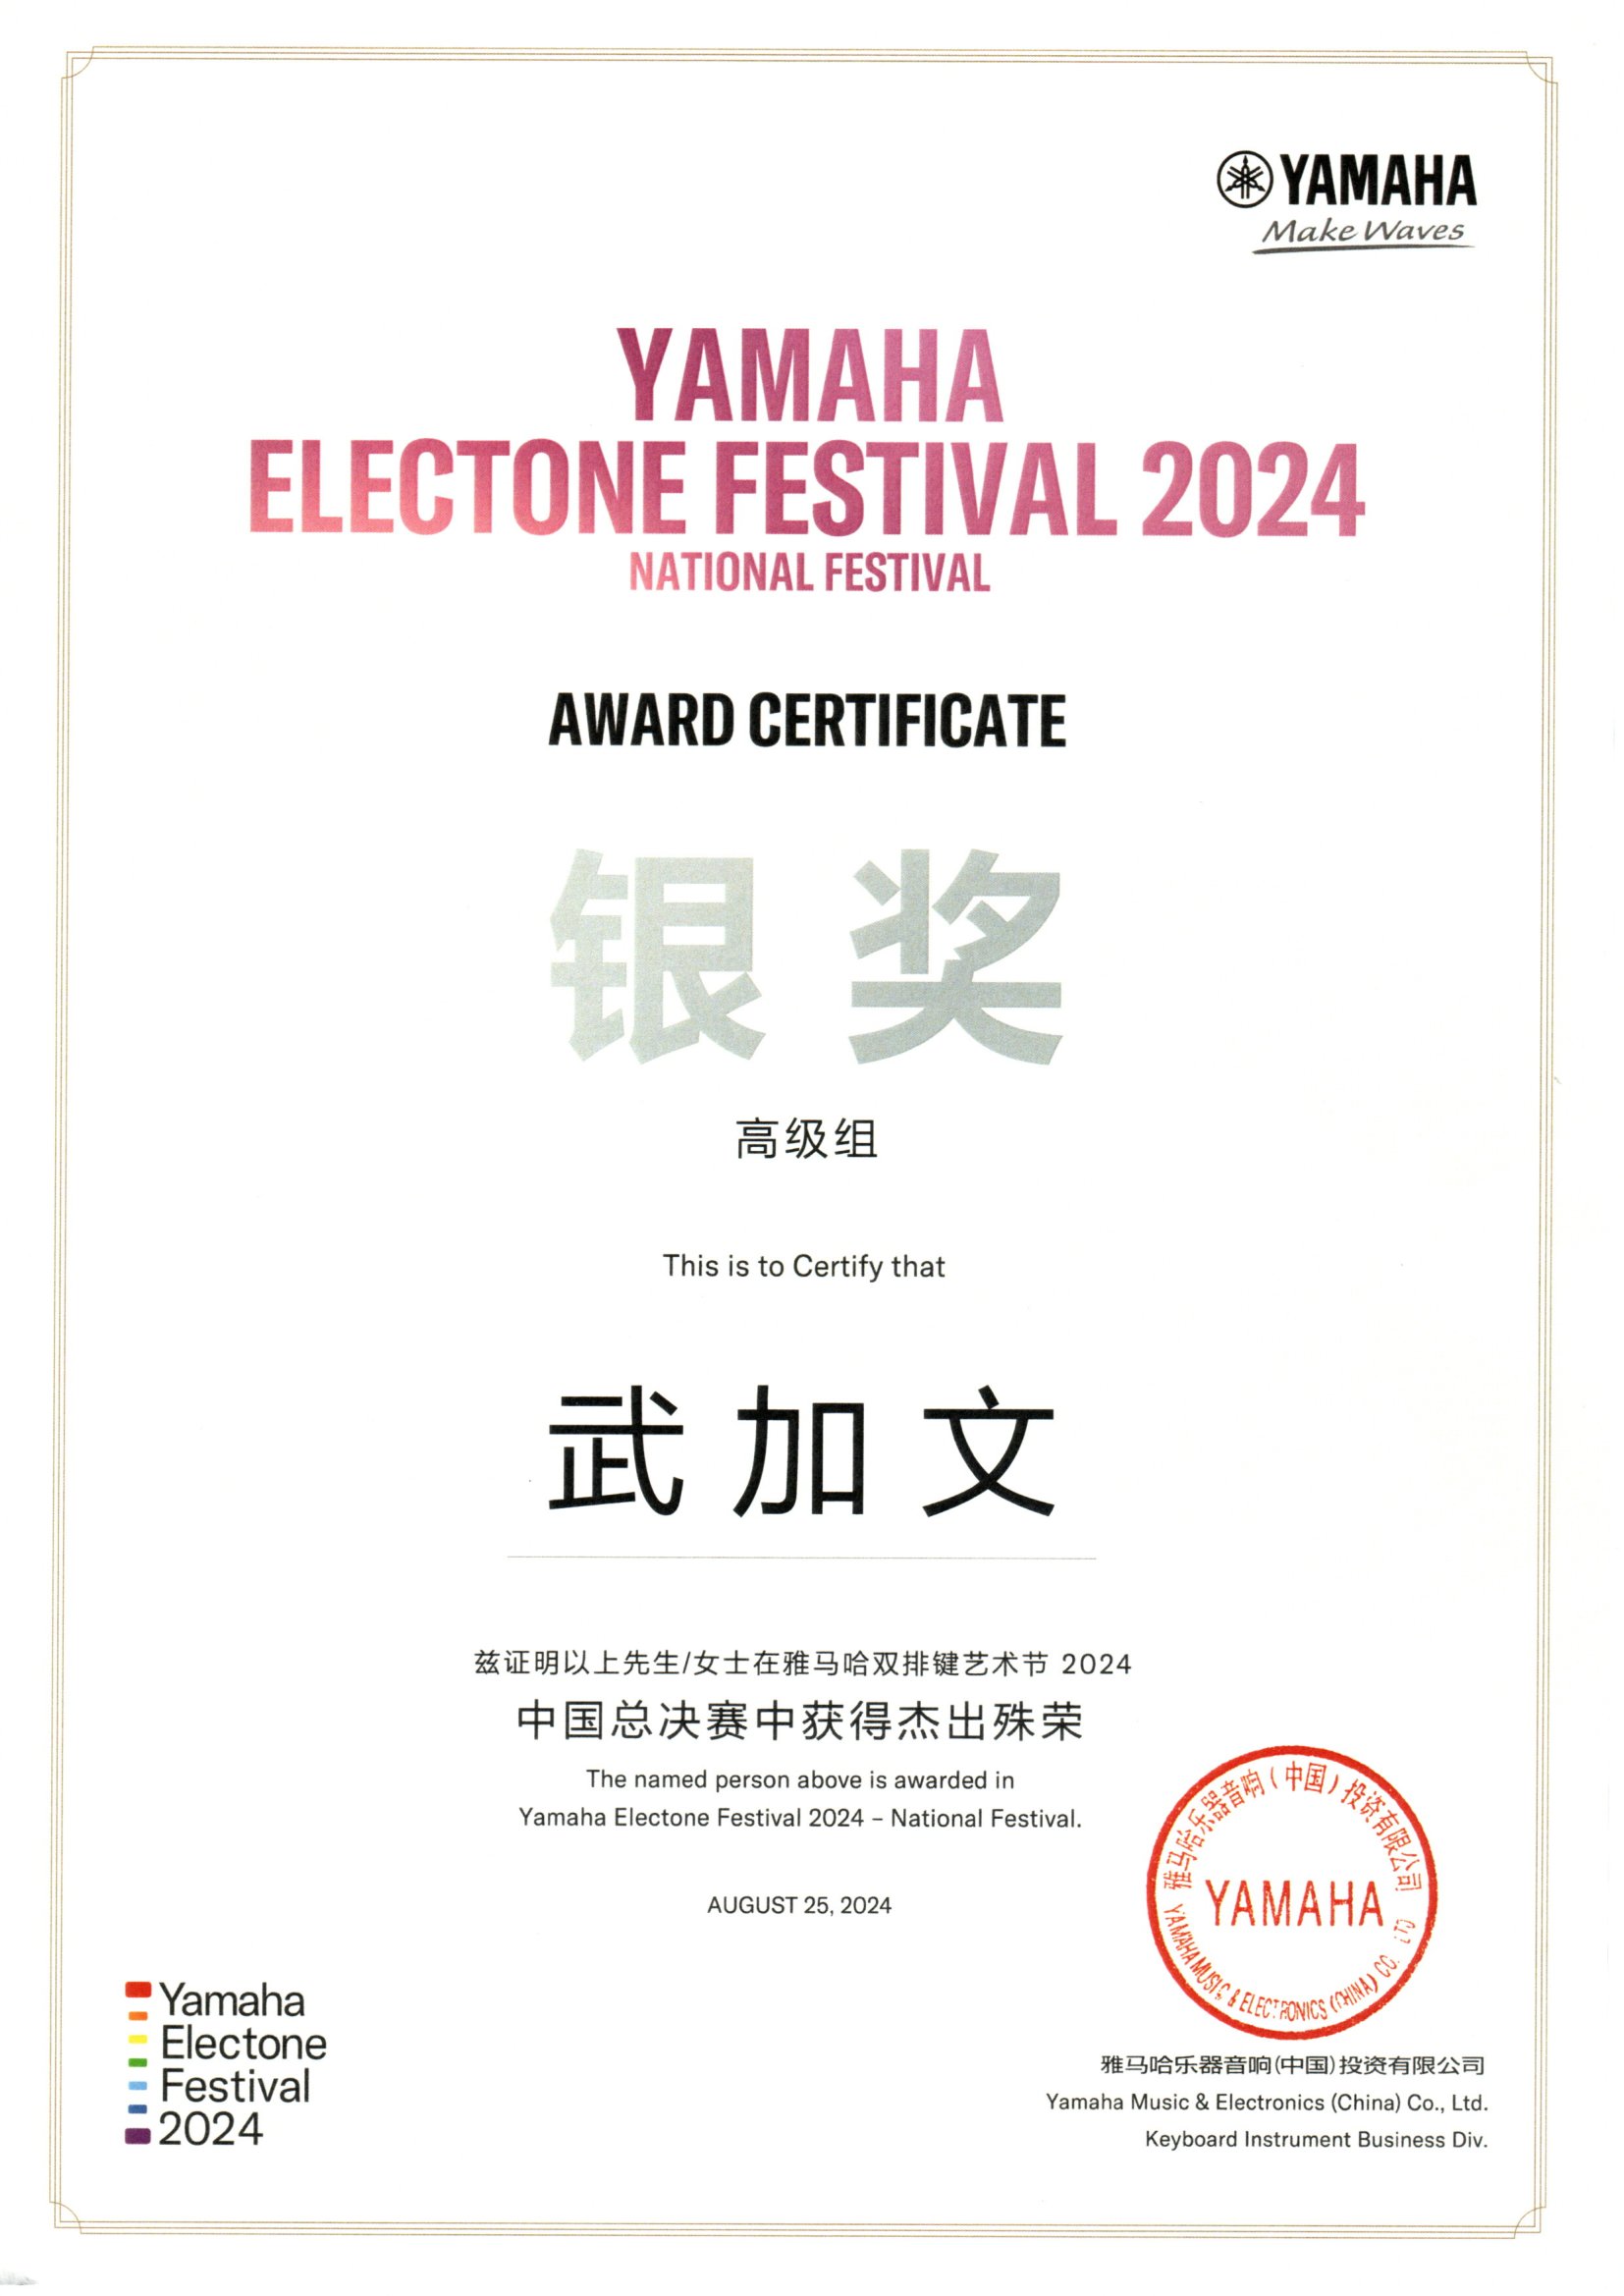 YAMAHA
Make Waves
YAMAHA
ELECTONE FESTIVAL 2024
NATIONAL FESTIVAL
AWARD CERTIFICATE
银奖
高级组
This is to Certify that
武加文
兹证明以上先生/女士在雅马哈双排键艺术节 2024
中国总决赛中获得杰出殊荣
The named person above is awarded in
Yamaha Electone Festival 2024 – National Festival.
AUGUST 25, 2024
雅马哈乐器音响（中国）投资有限公司
YAMAHA
YAMAHA MUSIC & ELECTRONICS (CHINA) CO. LTD
Yamaha
Electone
Festival
2024
雅马哈乐器音响(中国)投资有限公司
Yamaha Music & Electronics (China) Co., Ltd.
Keyboard Instrument Business Div.